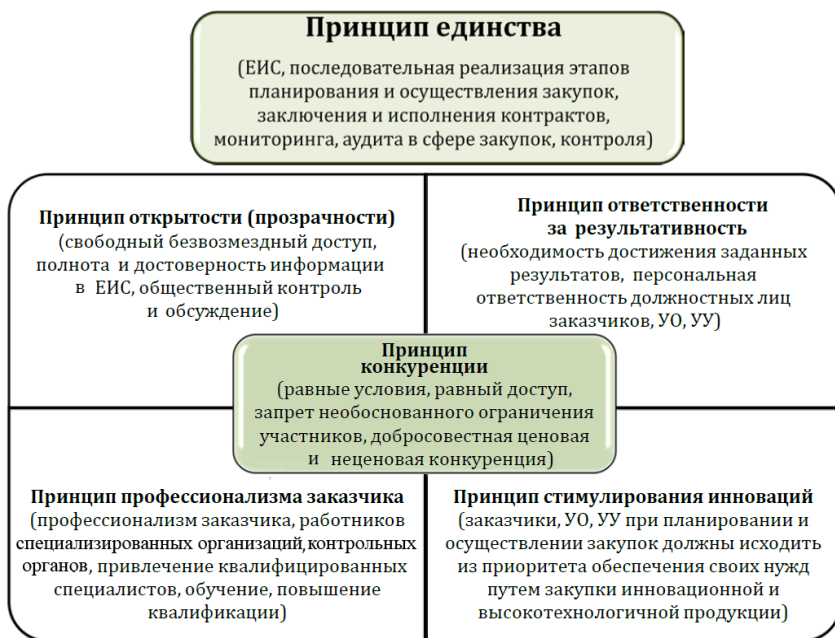 Принцип единства
(ЕИС, последовательная реализация этапов
планирования и осуществления закупок,
заключения и исполнения контрактов,
мониторинга, аудита в сфере закупок, контроля)
Принцип открытости (прозрачности)
(свободный безвозмездный доступ,
полнота и достоверность информации
в ЕИС, общественный контроль
и обсуждение)
Принцип ответственности
за результативность
(необходимость достижения заданных
результатов, персональная
ответственность должностных лиц
заказчиков, УО, УУ)
Принцип
конкуренции
(равные условия, равный доступ,
запрет необоснованного ограничения
участников, добросовестная ценовая
и неценовая конкуренция)
Принцип профессионализма заказчика
(профессионализм заказчика, работников
специализированных организаций, контрольных
органов, привлечение квалифицированных
специалистов, обучение, повышение
квалификации)
Принцип стимулирования инноваций
(заказчики, УО, УУ при планировании и
осуществлении закупок должны исходить
из приоритета обеспечения своих нужд
путем закупки инновационной и
высокотехнологичной продукции)